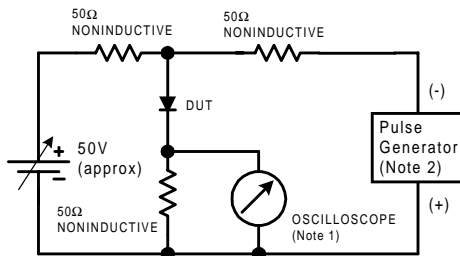 50Ω
NONINDUCTIVE
50Ω
NONINDUCTIVE
(-)
DUT
Pulse
Generator
(Note 2)
+
50V
(approx)
−
50Ω
NONINDUCTIVE
OSCILLOSCOPE
(Note 1)
(+)